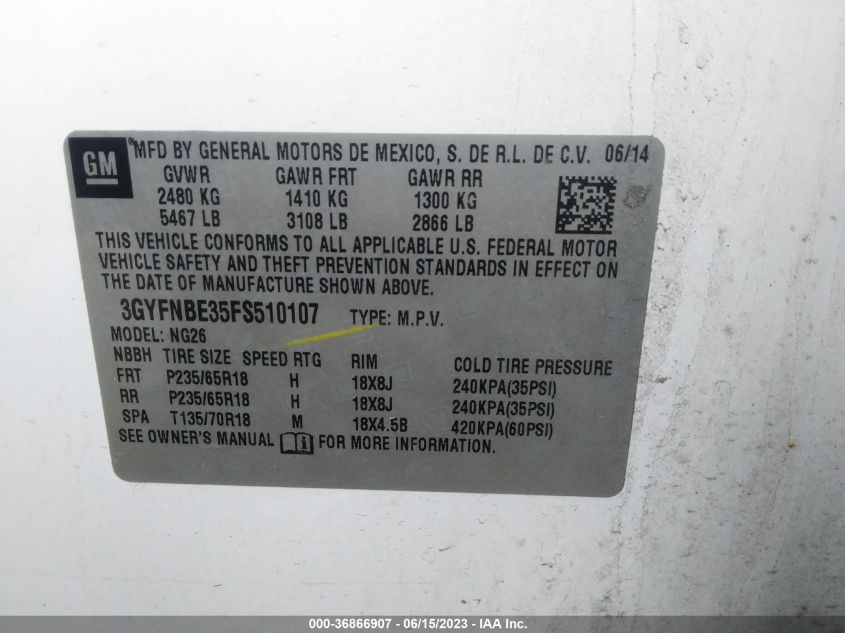 GM
MFD BY GENERAL MOTORS DE MEXICO, S. DE R.L. DE C.V. 06/14
GVWR GAWR FRT GAWR RR
2480 KG 1410 KG 1300 KG
5467 LB 3108 LB 2866 LB
THIS VEHICLE CONFORMS TO ALL APPLICABLE U.S. FEDERAL MOTOR
VEHICLE SAFETY AND THEFT PREVENTION STANDARDS IN EFFECT ON
THE DATE OF MANUFACTURE SHOWN ABOVE.
3GYFNBE35FS510107 TYPE: M.P.V.
MODEL: NG26
NBBH TIRE SIZE SPEED RTG RIM COLD TIRE PRESSURE
FRT P235/65R18 H 18X8J 240KPA(35PSI)
RR P235/65R18 H 18X8J 240KPA(35PSI)
SPA T135/70R18 M 18X4.5B 420KPA(60PSI)
SEE OWNER'S MANUAL FOR MORE INFORMATION.
000-36866907 - 06/15/2023 - IAA Inc.